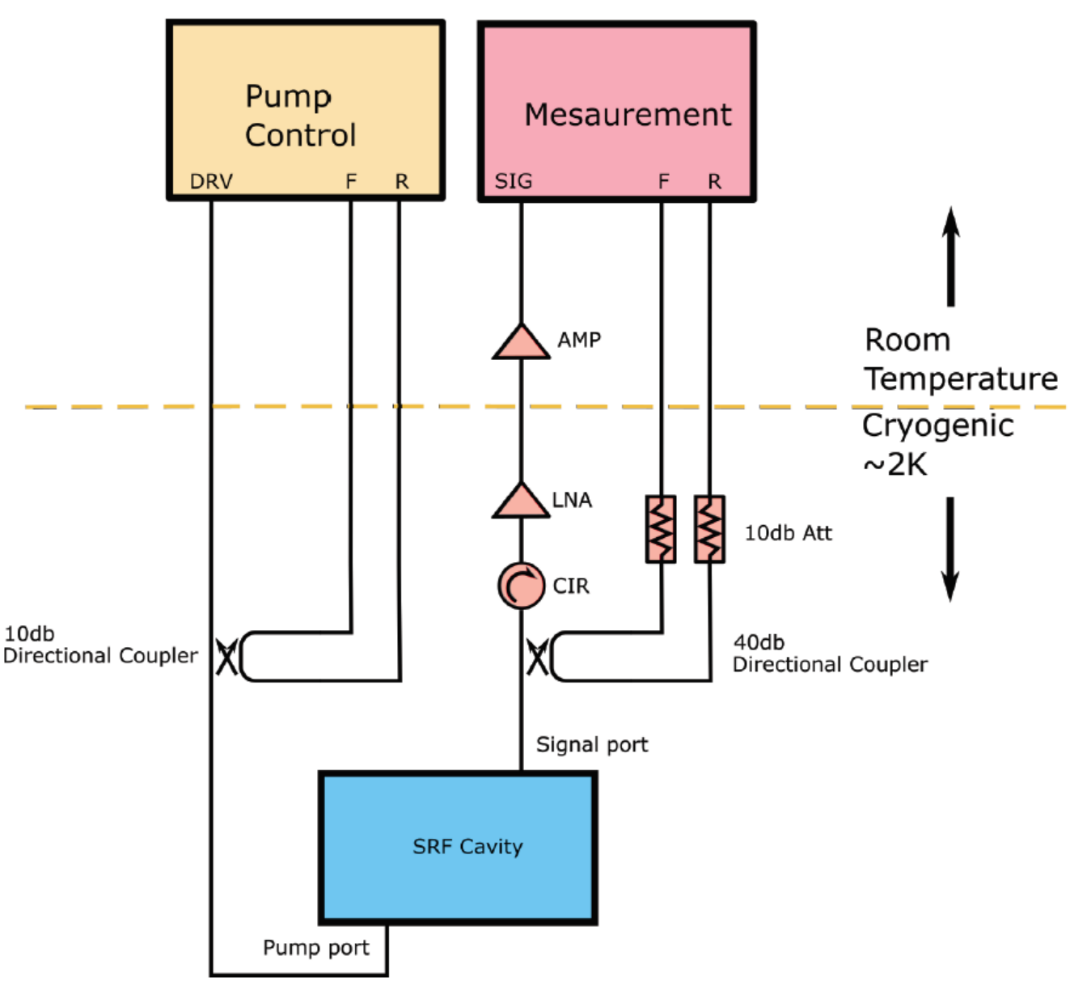 Pump
Control
DRV F R
Mesaurement
SIG F R
AMP
Room
Temperature
Cryogenic
~2K
LNA
10db Att
CIR
10db
Directional Coupler
40db
Directional Coupler
Signal port
SRF Cavity
Pump port